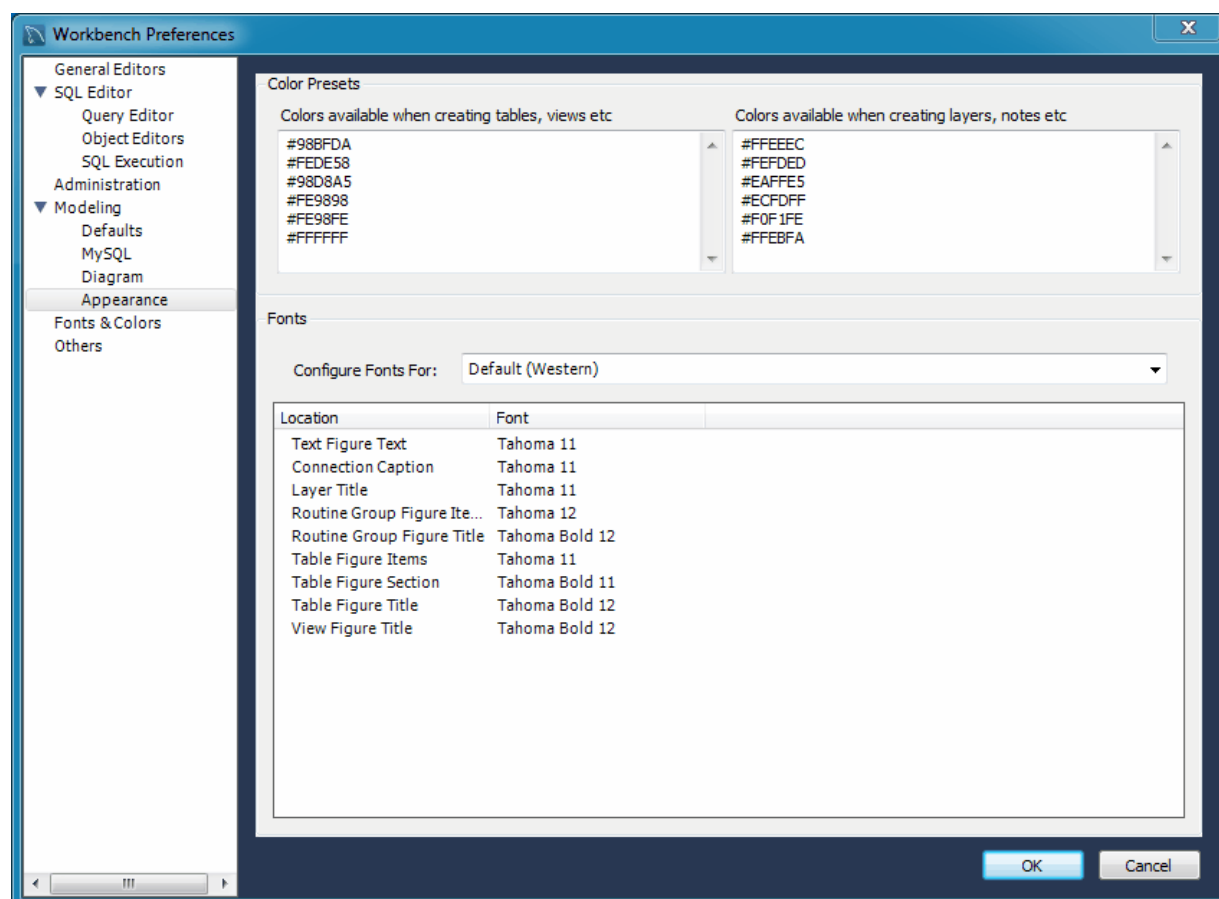 Workbench Preferences
General Editors
SQL Editor
Query Editor
Object Editors
SQL Execution
Administration
Modeling
Defaults
MySQL
Diagram
Appearance
Fonts & Colors
Others
Color Presets
Colors available when creating tables, views etc
#98BFDA
#FEDE58
#98D8A5
#FE9898
#FE98FE
#FFFFFF
Colors available when creating layers, notes etc
#FFEEEC
#FEFDED
#EAFFE5
#ECFDFF
#F0F1FE
#FFEBFA
Fonts
Configure Fonts For: Default (Western)
Location Font
Text Figure Text Tahoma 11
Connection Caption Tahoma 11
Layer Title Tahoma 11
Routine Group Figure Ite... Tahoma 12
Routine Group Figure Title Tahoma Bold 12
Table Figure Items Tahoma 11
Table Figure Section Tahoma Bold 11
Table Figure Title Tahoma Bold 12
View Figure Title Tahoma Bold 12
OK Cancel